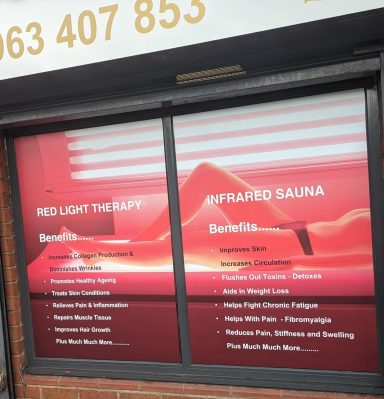 063 407 853
RED LIGHT THERAPY
Benefits......
• Increases Collagen Production &
Diminishes Wrinkles
• Promotes Healthy Ageing
• Treats Skin Conditions
• Relieves Pain & Inflammation
• Repairs Muscle Tissue
• Improves Hair Growth
Plus Much Much More..........
INFRARED SAUNA
Benefits......
• Improves Skin
Increases Circulation
• Flushes Out Toxins - Detoxes
• Aids In Weight Loss
• Helps Fight Chronic Fatigue
• Helps With Pain - Fibromyalgia
• Reduces Pain, Stiffness and Swelling
Plus Much Much More.........